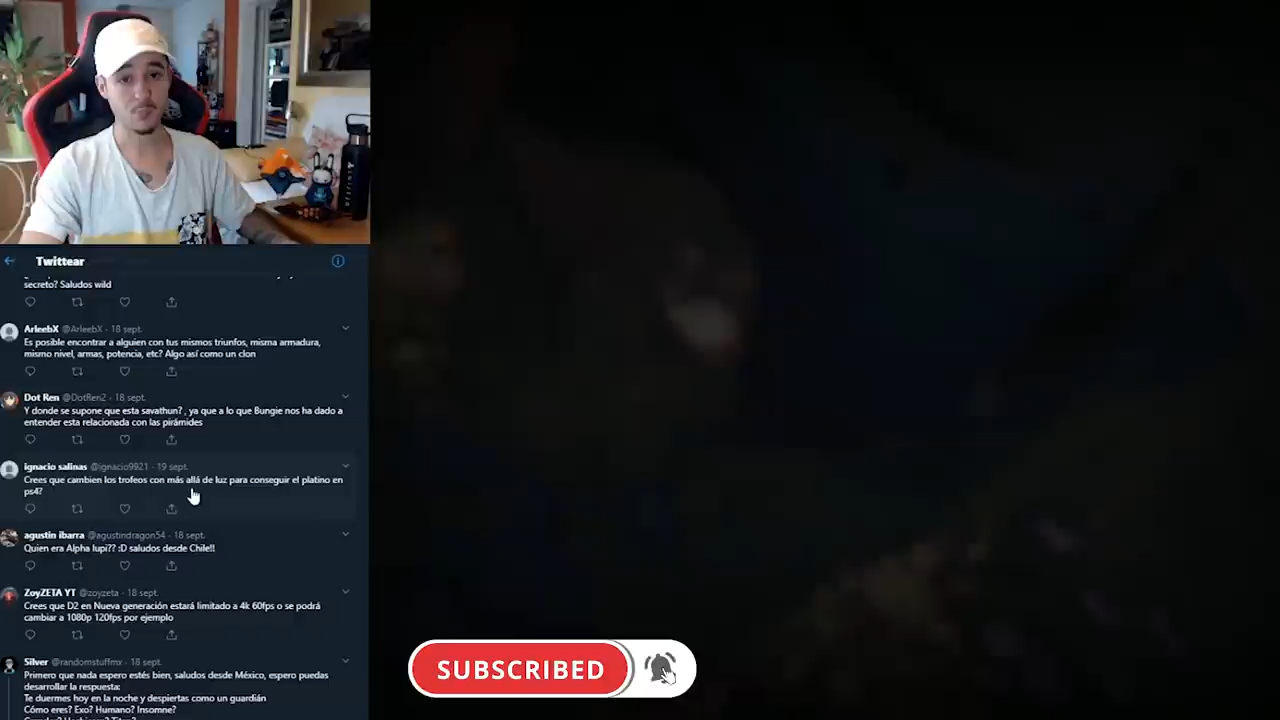 Twittear
secreto? Saludos wild
ArleebX @ArleebX · 18 sept.
Es posible encontrar a alguien con tus mismos triunfos, misma armadura,
mismo nivel, armas, potencia, etc? Algo así como un clon
Dot Ren @DotRen2 · 18 sept.
Y donde se supone que esta savathun? , ya que a lo que Bungie nos ha dado a
entender esta relacionada con las pirámides
ignacio salinas @ignacio9921 · 19 sept.
Crees que cambien los trofeos con más allá de luz para conseguir el platino en
ps4?
agustin ibarra @agustindragon54 · 18 sept.
Quien era Alpha lupi?? :D saludos desde Chile!!
ZoyZETA YT @zoyzeta · 18 sept.
Crees que D2 en Nueva generación estará limitado a 4k 60fps o se podrá
cambiar a 1080p 120fps por ejemplo
Silver @randomstuffmx · 18 sept.
Primero que nada espero estés bien, saludos desde México, espero puedas
desarrollar la respuesta:
Te duermes hoy en la noche y despiertas como un guardián
Cómo eres? Exo? Humano? Insomne?
SUBSCRIBED